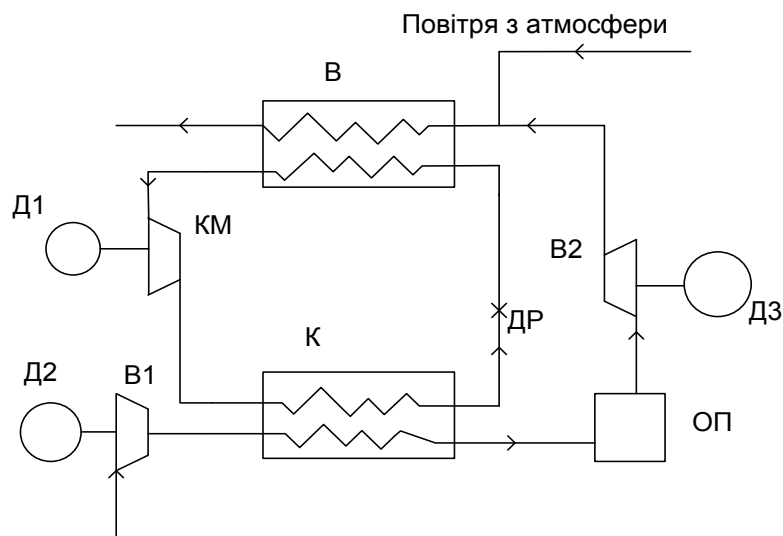 Повітря з атмосфери
В
Д1
КМ
В2
Д3
ДР
К
Д2
В1
ОП